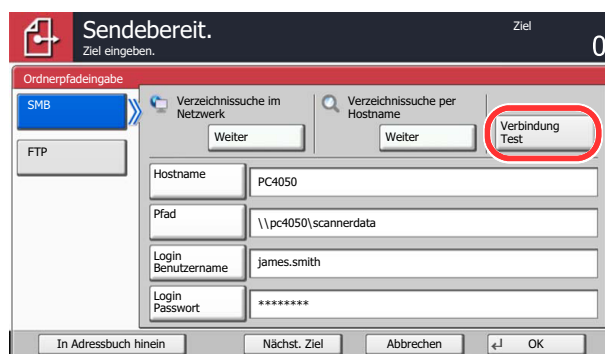 Sendebereit.
Ziel eingeben.
Ziel
0
Ordnerpfadeingabe
SMB
FTP
Verzeichnissuche im
Netzwerk
Weiter
Verzeichnissuche per
Hostname
Weiter
Verbindung
Test
Hostname
PC4050
Pfad
\\pc4050\scannerdata
Login
Benutzername
james.smith
Login
Passwort
********
In Adressbuch hinein
Nächst. Ziel
Abbrechen
OK